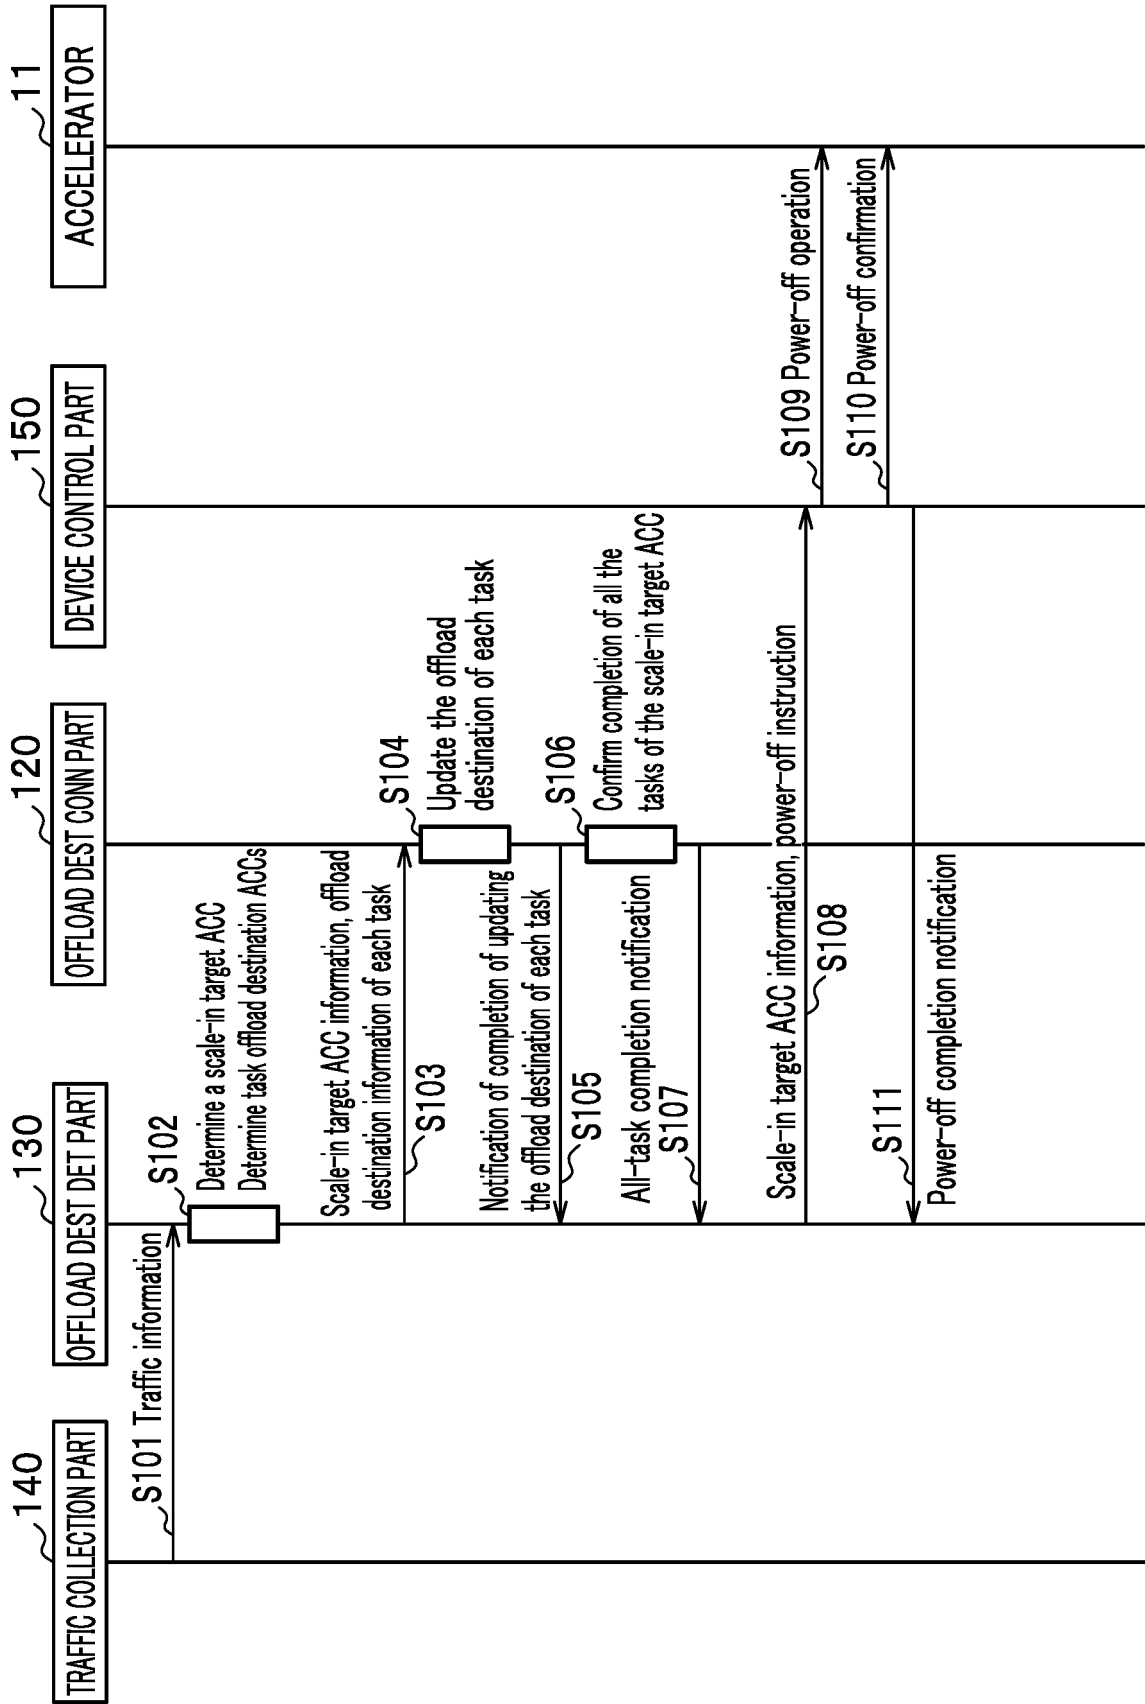 140
TRAFFIC COLLECTION PART
130
OFFLOAD DEST DET PART
120
OFFLOAD DEST CONN PART
150
DEVICE CONTROL PART
11
ACCELERATOR
S101 Traffic information
S102
Determine a scale-in target ACC
Determine task offload destination ACCs
Scale-in target ACC information, offload
destination information of each task
S103
S104
Update the offload
destination of each task
Notification of completion of updating
the offload destination of each task
S105
S106
Confirm completion of all the
tasks of the scale-in target ACC
All-task completion notification
S107
Scale-in target ACC information, power-off instruction
S108
S109 Power-off operation
S110 Power-off confirmation
S111
Power-off completion notification